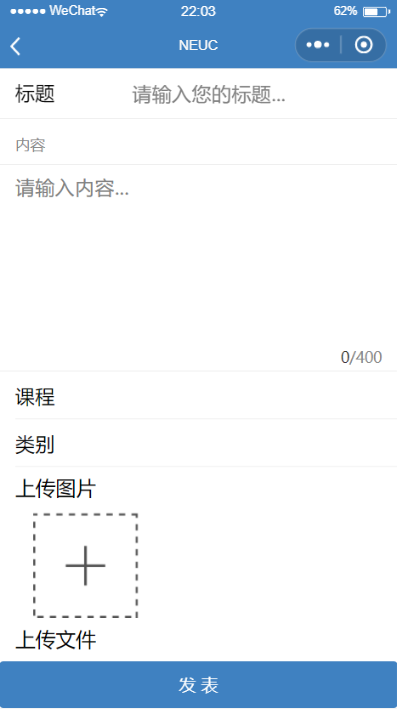 WeChat 22:03 62%
NEUC
标题 请输入您的标题...
内容
请输入内容...
0/400
课程
类别
上传图片
上传文件
发表